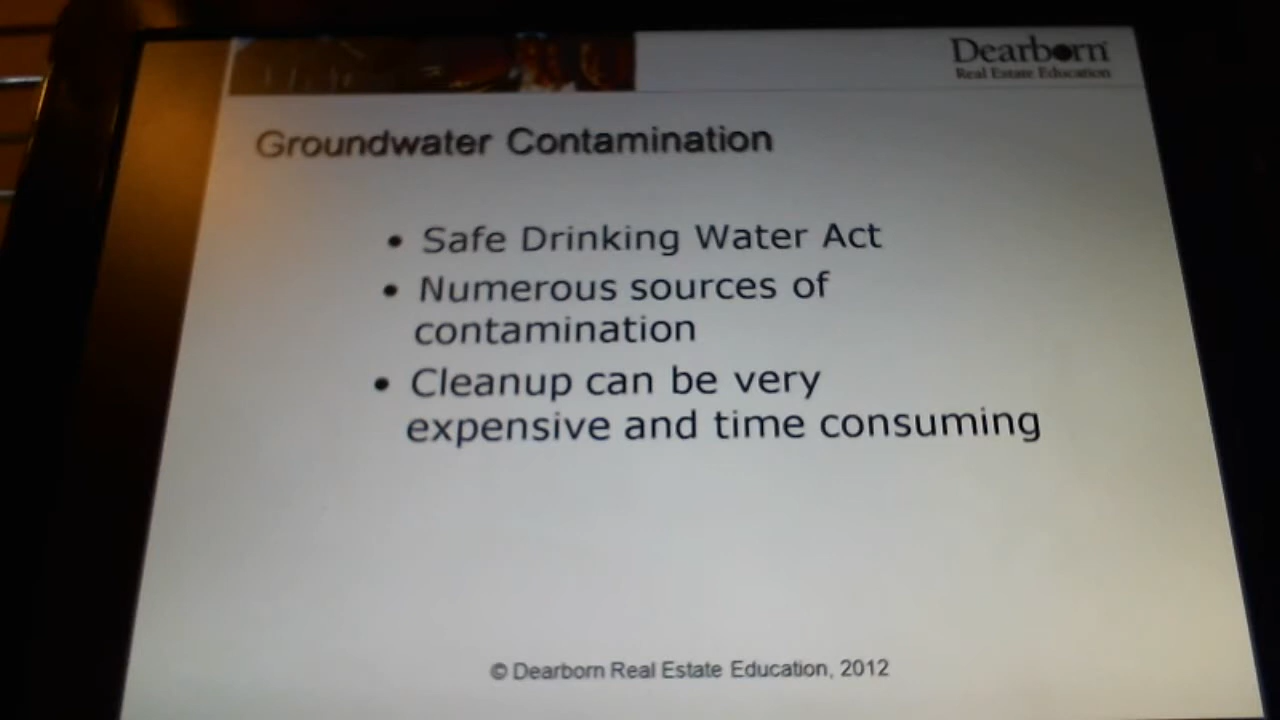 Dearborn
Real Estate Education
Groundwater Contamination
• Safe Drinking Water Act
• Numerous sources of
contamination
• Cleanup can be very
expensive and time consuming
© Dearborn Real Estate Education, 2012